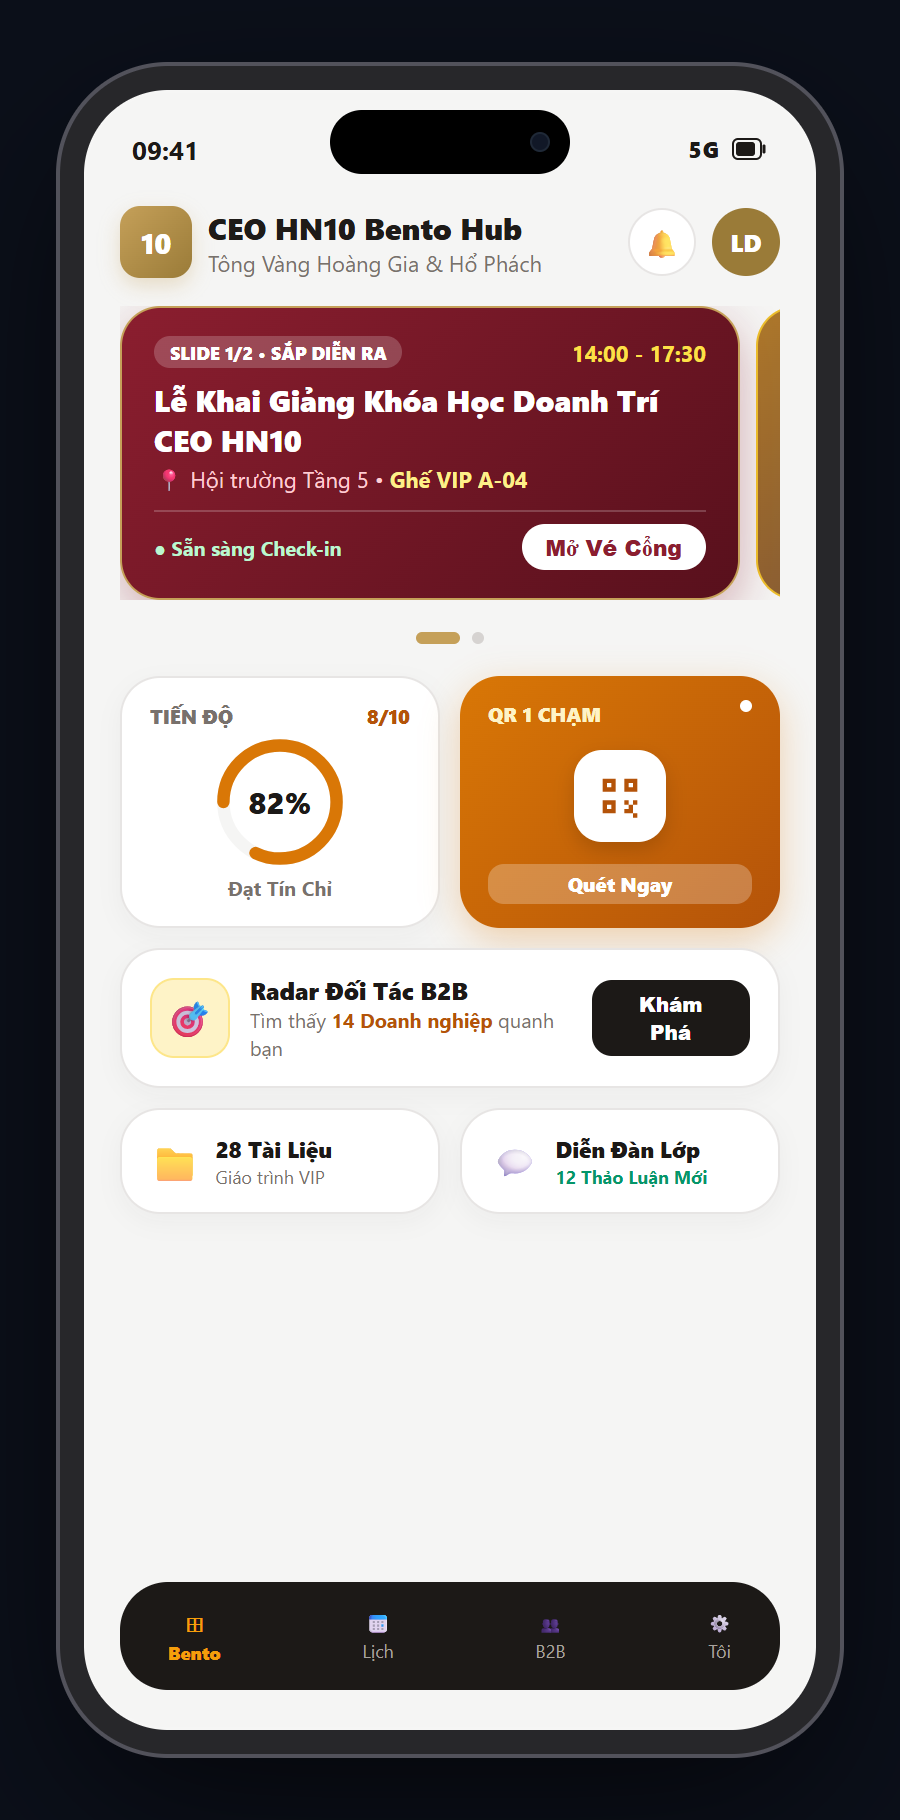 09:41
5G
10
CEO HN10 Bento Hub
LD
Tông Vàng Hoàng Gia & Hổ Phách
SLIDE 1/2 • SẮP DIỄN RA
14:00 - 17:30
Lễ Khai Giảng Khóa Học Doanh Trí
CEO HN10
Hội trường Tầng 5 • Ghế VIP A-04
● Sẵn sàng Check-in
Mở Vé Cổng
TIẾN ĐỘ
8/10
82%
Đạt Tín Chỉ
QR 1 CHẠM
Quét Ngay
Radar Đối Tác B2B
Tìm thấy 14 Doanh nghiệp quanh
bạn
Khám
Phá
28 Tài Liệu
Giáo trình VIP
Diễn Đàn Lớp
12 Thảo Luận Mới
Bento
Lịch
B2B
Tôi